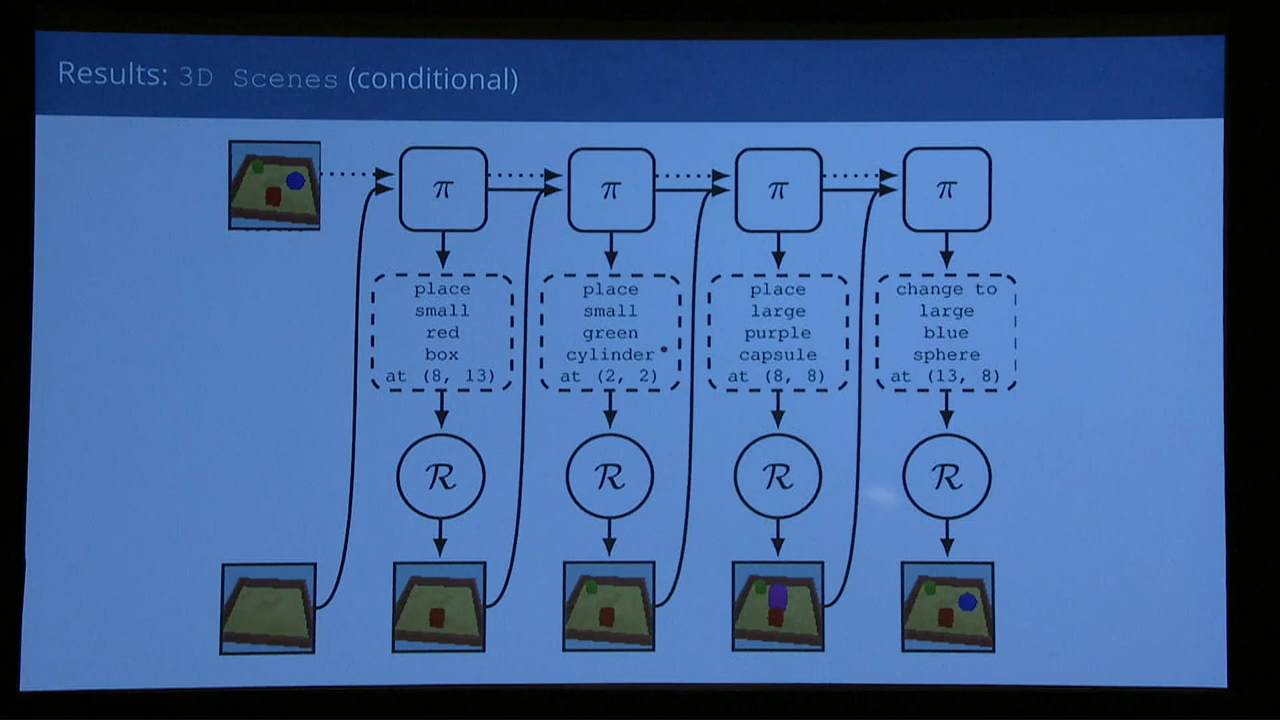 Results: 3D Scenes (conditional)
π
π
π
π
place
small
red
box
at (8, 13)
place
small
green
cylinder
at (2, 2)
place
large
purple
capsule
at (8, 8)
change to
large
blue
sphere
at (13, 8)
R
R
R
R